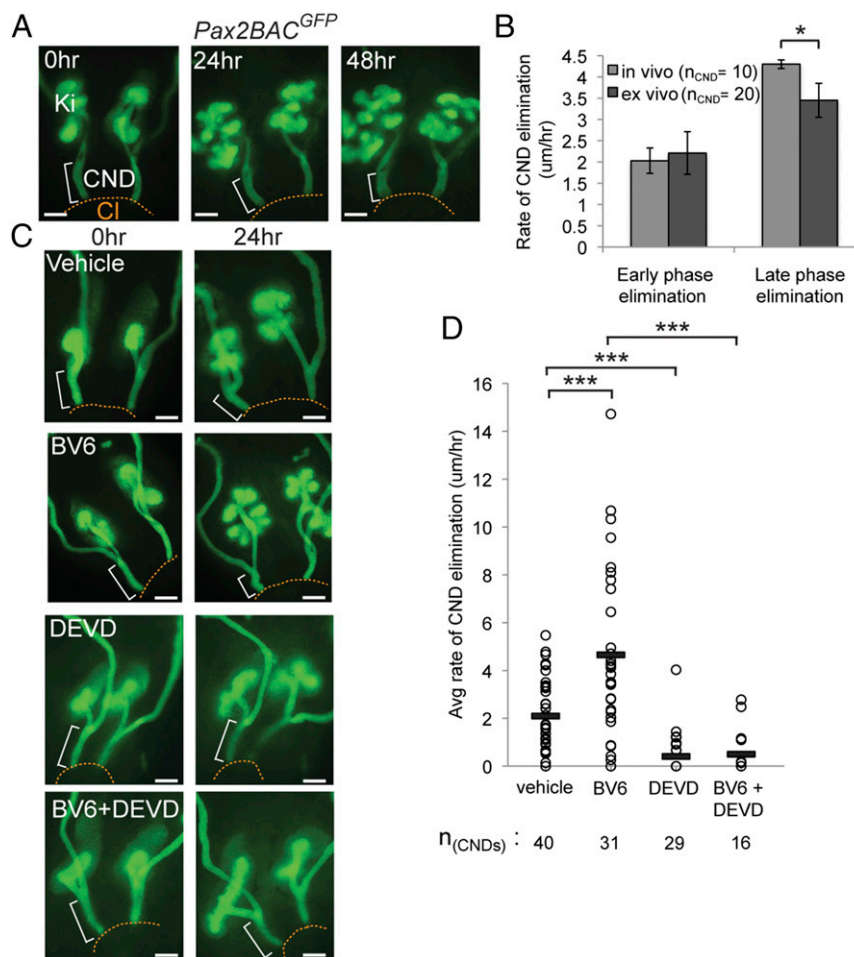 A
Pax2BAC^GFP
0hr
24hr
48hr
Ki
CND
Cl
B
Rate of CND elimination
(um/hr)
4.5
4
3.5
3
2.5
2
1.5
1
0.5
0
*
in vivo (nCND= 10)
ex vivo (nCND= 20)
Early phase
elimination
Late phase
elimination
C
0hr
24hr
Vehicle
BV6
DEVD
BV6+DEVD
D
***
***
***
Avg rate of CND elimination (um/hr)
16
14
12
10
8
6
4
2
0
vehicle
BV6
DEVD
BV6 +
DEVD
n(CNDs) : 40 31 29 16